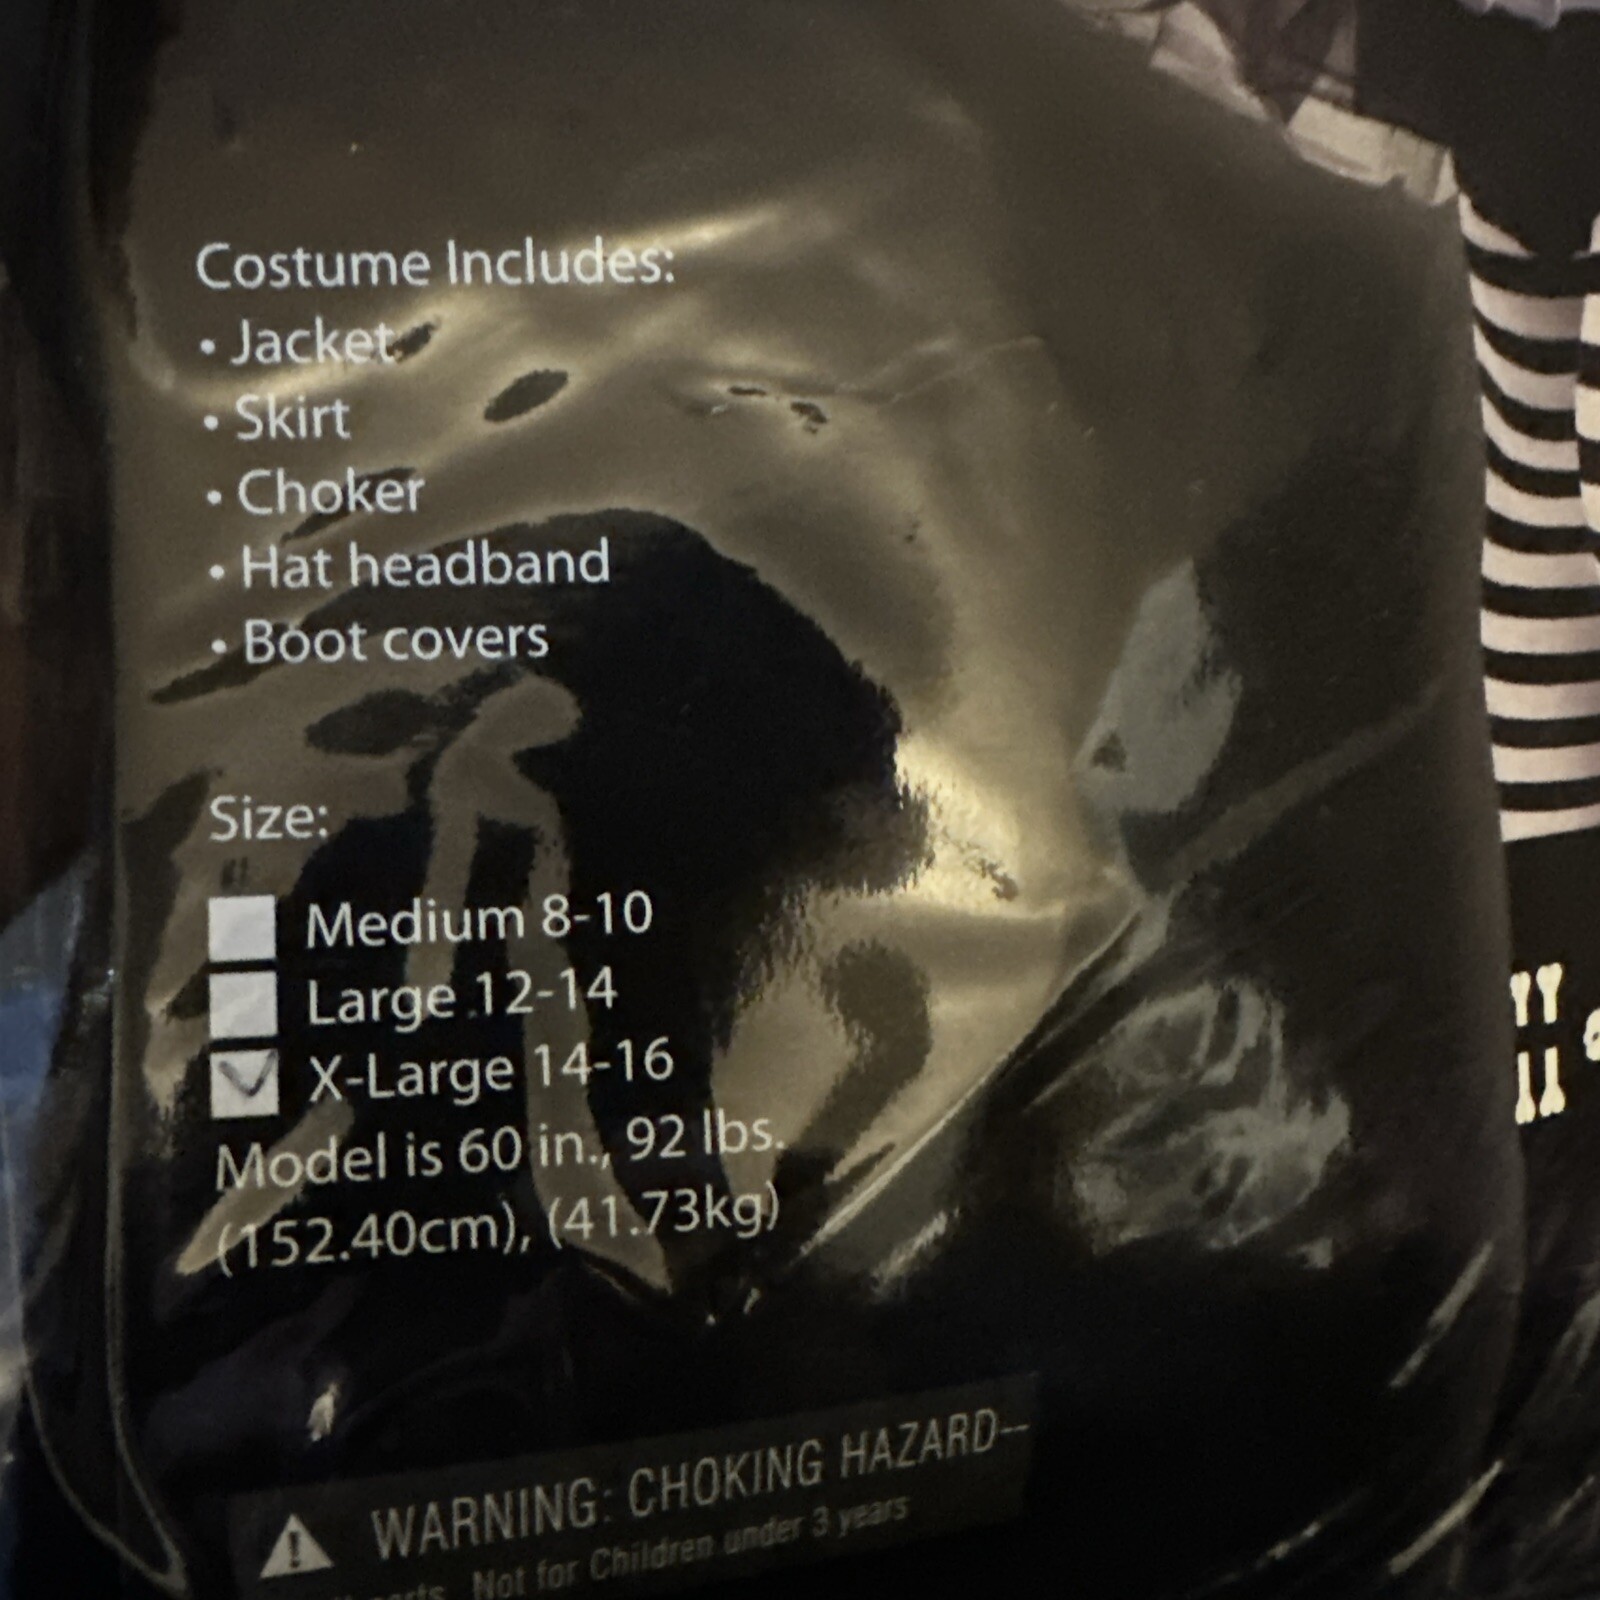 Costume Includes:
• Jacket
• Skirt
• Choker
• Hat headband
• Boot covers
Size:
Medium 8-10
Large 12-14
X-Large 14-16
Model is 60 in., 92 lbs.
(152.40cm), (41.73kg)
WARNING: CHOKING HAZARD--
Not for Children under 3 years